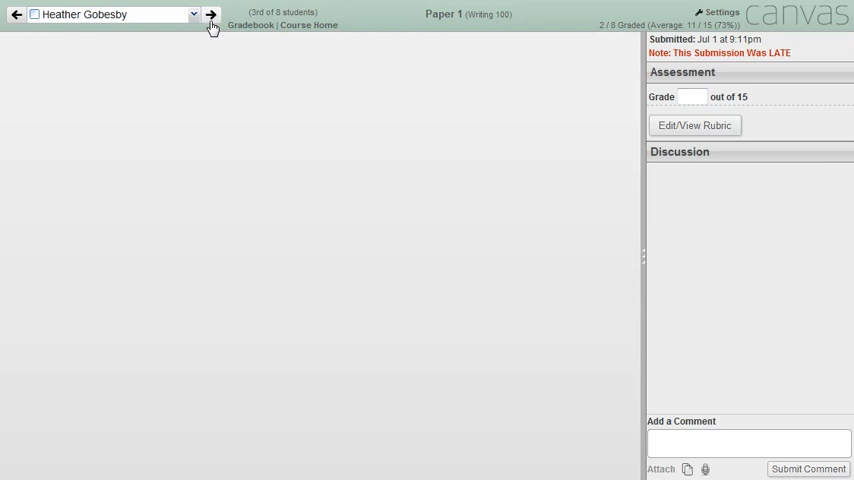 Heather Gobesby
(3rd of 8 students)
Gradebook | Course Home
Paper 1 (Writing 100)
Settings
2 / 8 Graded (Average: 11 / 15 (73%))
canvas
Submitted: Jul 1 at 9:11pm
Note: This Submission Was LATE
Assessment
Grade out of 15
Edit/View Rubric
Discussion
Add a Comment
Attach
Submit Comment